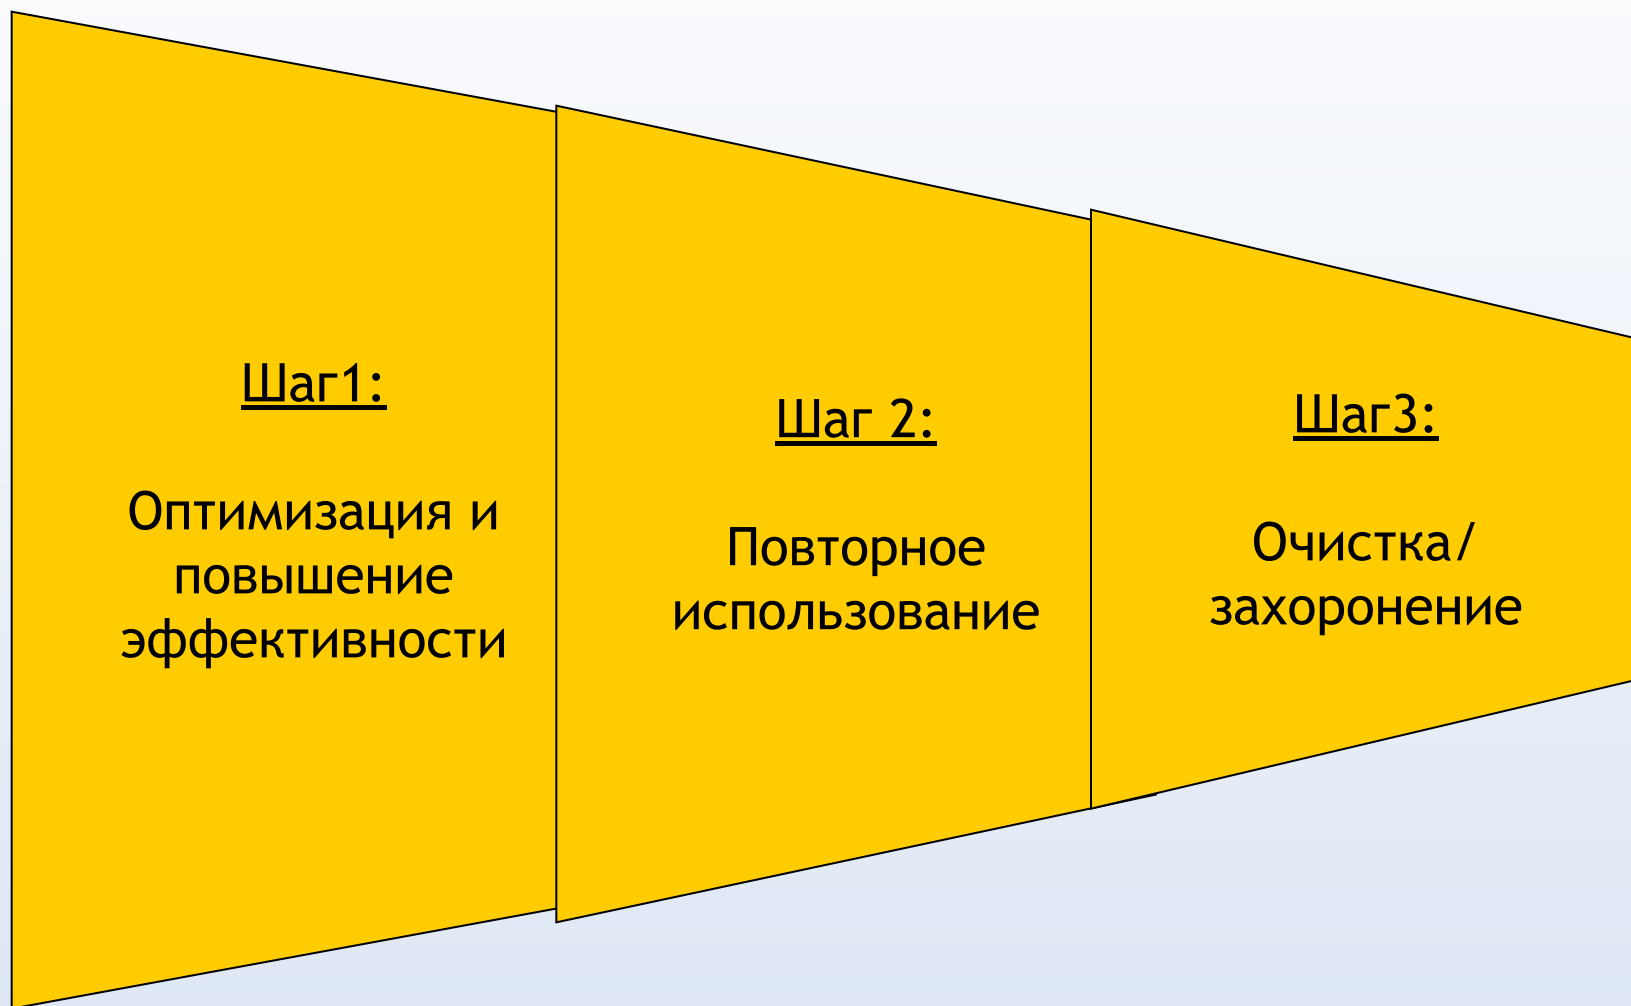 Шаг1:
Оптимизация и
повышение
эффективности
Шаг 2:
Повторное
использование
Шаг3:
Очистка/
захоронение